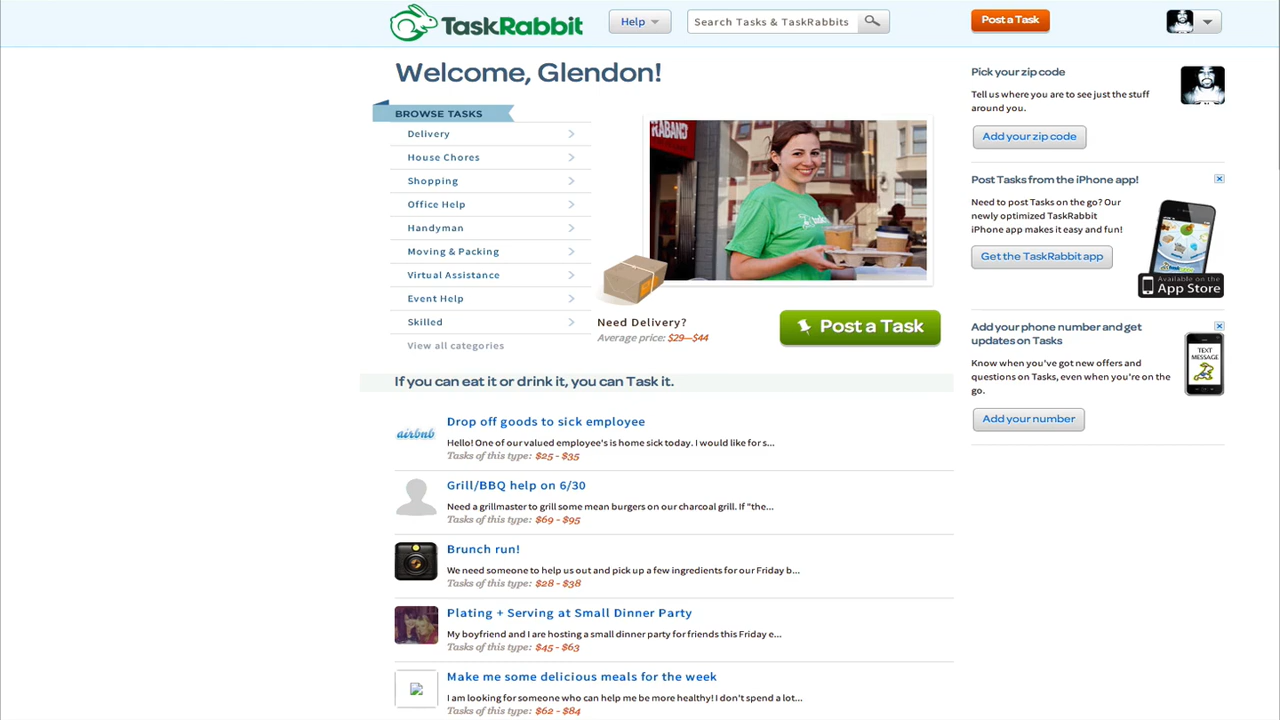 TaskRabbit
Help
Search Tasks & TaskRabbits
Post a Task
Welcome, Glendon!
BROWSE TASKS
Delivery
House Chores
Shopping
Office Help
Handyman
Moving & Packing
Virtual Assistance
Event Help
Skilled
View all categories
RABAND
Need Delivery?
Average price: $29—$44
Post a Task
If you can eat it or drink it, you can Task it.
airbnb
Drop off goods to sick employee
Hello! One of our valued employee's is home sick today. I would like for s...
Tasks of this type: $25 - $35
Grill/BBQ help on 6/30
Need a grillmaster to grill some mean burgers on our charcoal grill. If "the...
Tasks of this type: $69 - $95
Brunch run!
We need someone to help us out and pick up a few ingredients for our Friday b...
Tasks of this type: $28 - $38
Plating + Serving at Small Dinner Party
My boyfriend and I are hosting a small dinner party for friends this Friday e...
Tasks of this type: $45 - $63
Make me some delicious meals for the week
I am looking for someone who can help me be more healthy! I don't spend a lot...
Tasks of this type: $62 - $84
Pick your zip code
Tell us where you are to see just the stuff
around you.
Add your zip code
Post Tasks from the iPhone app!
Need to post Tasks on the go? Our
newly optimized TaskRabbit
iPhone app makes it easy and fun!
Get the TaskRabbit app
Available on the
App Store
Add your phone number and get
updates on Tasks
Know when you've got new offers and
questions on Tasks, even when you're on the
go.
TEXT
MESSAGE
Add your number